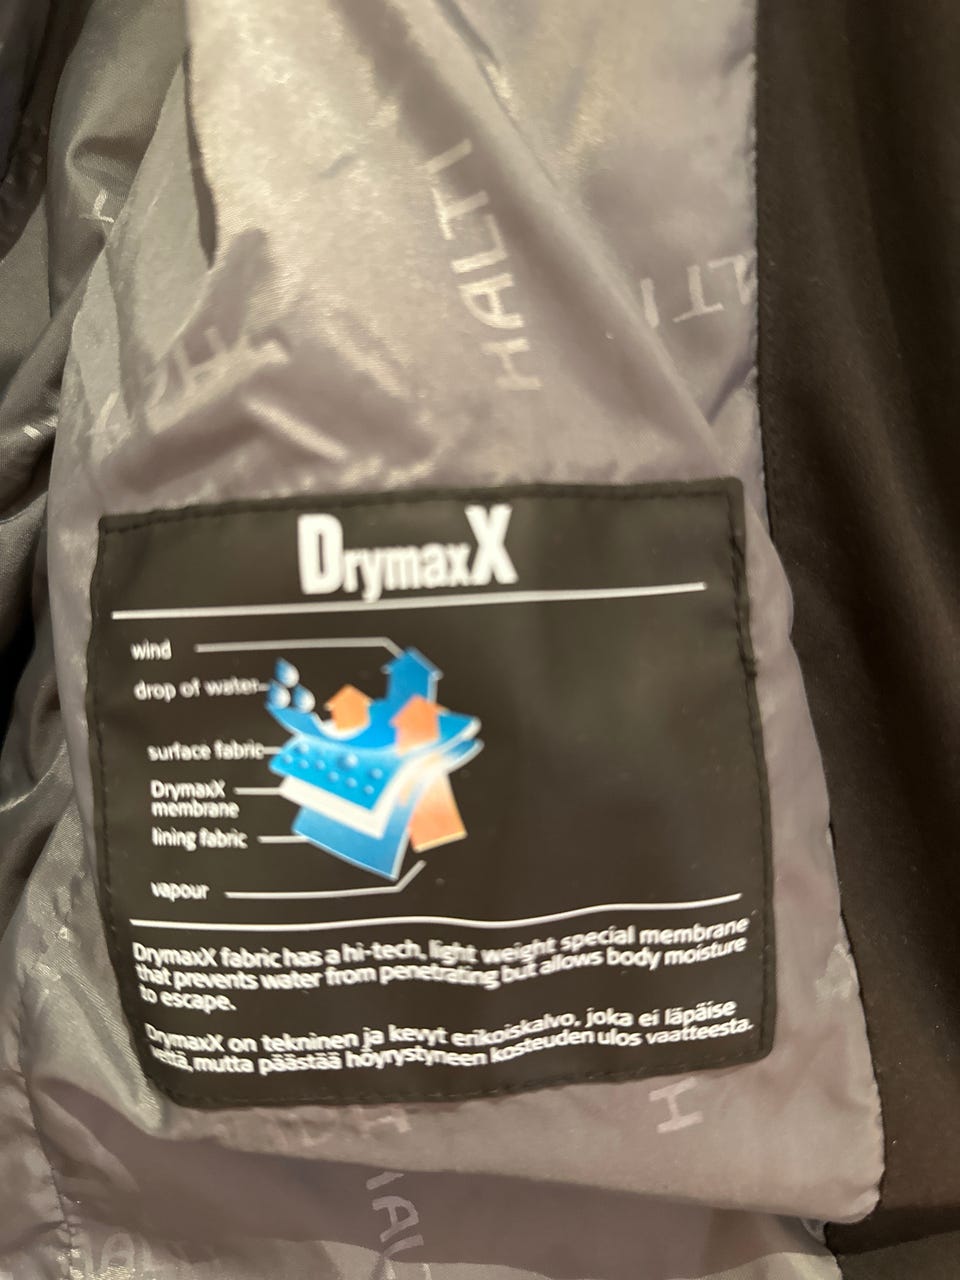 HALTI
LTI
DrymaxX
wind
drop of water
surface fabric
DrymaxX
membrane
lining fabric
vapour
DrymaxX fabric has a hi-tech, light weight special membrane
that prevents water from penetrating but allows body moisture
to escape.
DrymaxX on tekninen ja kevyt erikoiskalvo, joka ei läpäise
vettä, mutta päästää höyrystyneen kosteuden ulos vaatteesta.
H
HAL